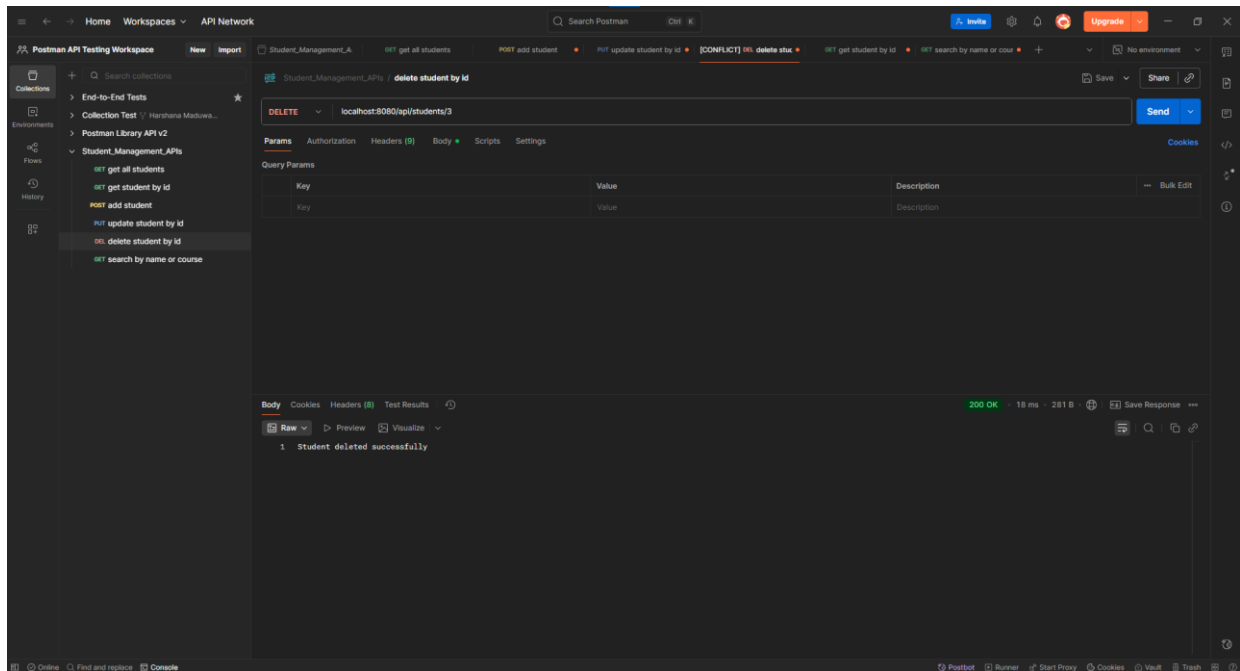 Home Workspaces API Network Search Postman Ctrl K Invite Upgrade
Postman API Testing Workspace New Import Student_Management_A GET get all students POST add student PUT update student by id [CONFLICT] DEL delete stuc GET get student by id GET search by name or cour No environment
Collections
Search collections
Student_Management_APIs / delete student by id Save Share
End-to-End Tests
Environments
Collection Test Harshana Maduwa...
DELETE localhost:8080/api/students/3 Send
Postman Library API v2
Flows
Student_Management_APIs
Params Authorization Headers (9) Body Scripts Settings Cookies
GET get all students
Query Params
History
GET get student by id
Key Value Description Bulk Edit
POST add student
Key Value Description
PUT update student by id
DEL delete student by id
GET search by name or course
Body Cookies Headers (8) Test Results 200 OK 18 ms 281 B Save Response
Raw Preview Visualize
1 Student deleted successfully
Online Find and replace Console Postbot Runner Start Proxy Cookies Vault Trash